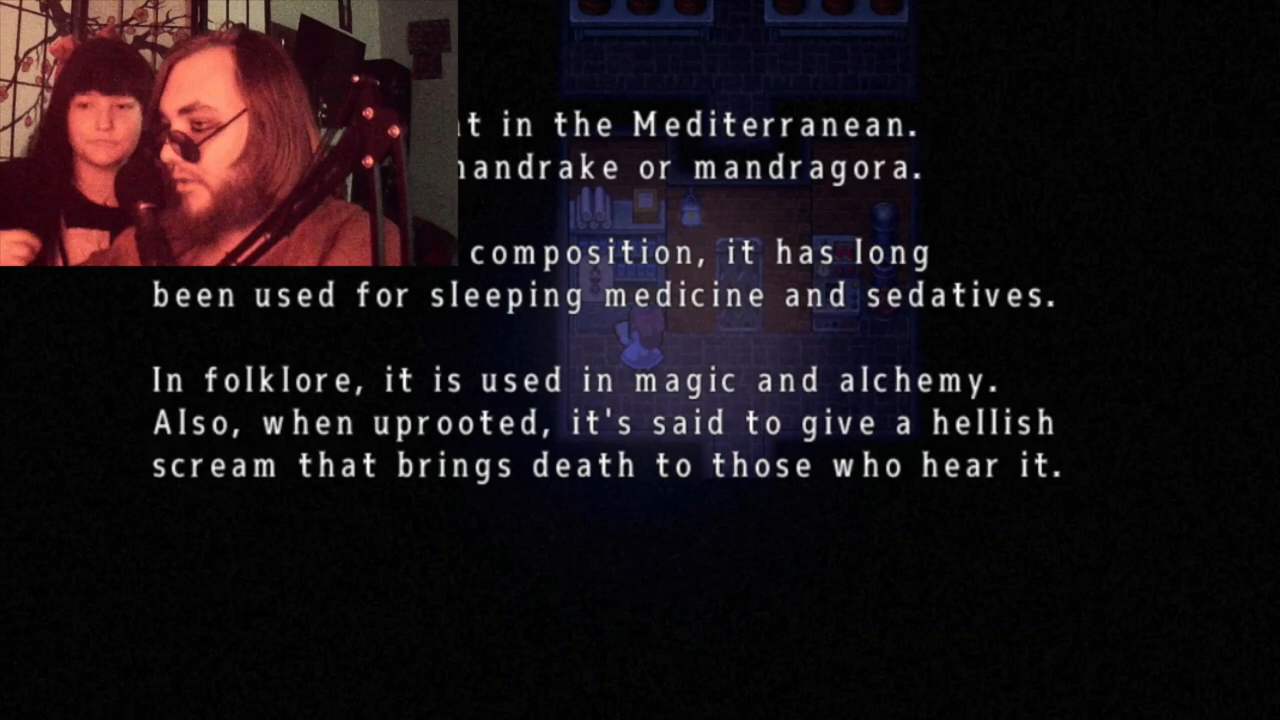 in the Mediterranean.
mandrake or mandragora.
composition, it has long
been used for sleeping medicine and sedatives.
In folklore, it is used in magic and alchemy.
Also, when uprooted, it's said to give a hellish
scream that brings death to those who hear it.